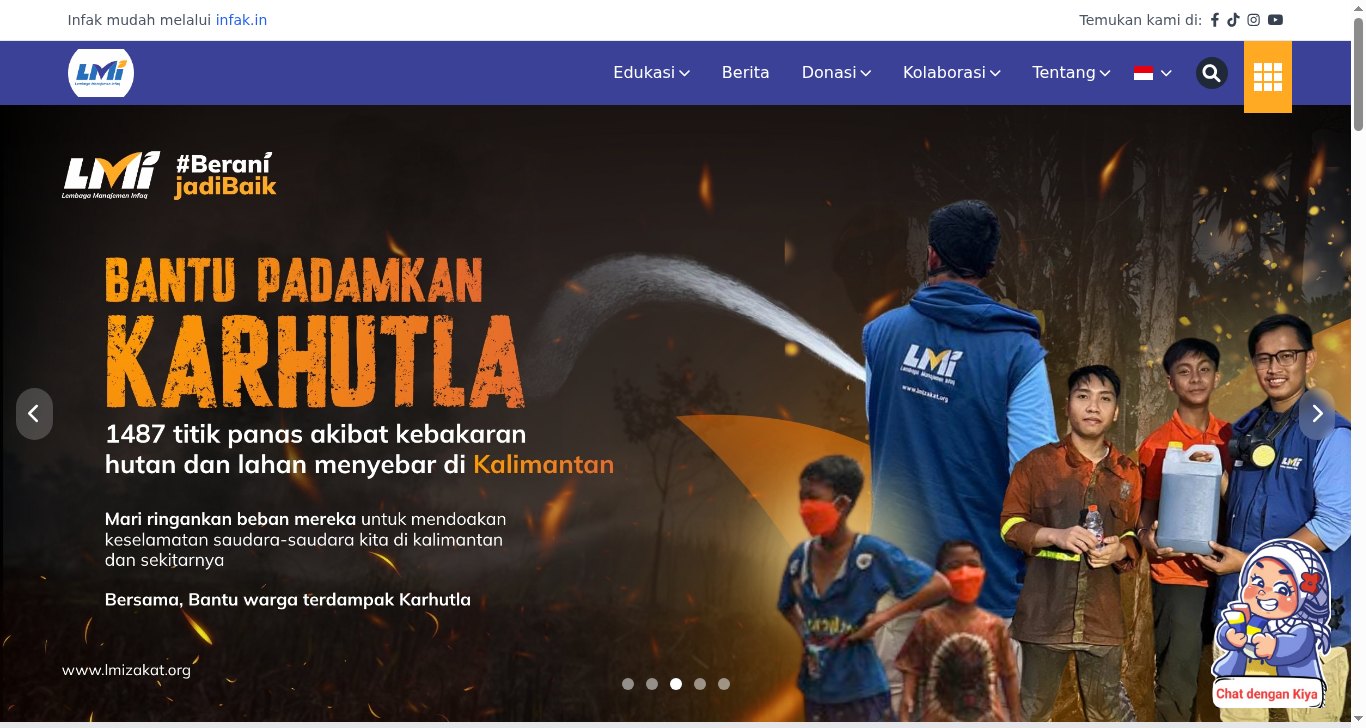 Infak mudah melalui infak.in
Temukan kami di:
LMI
Lembaga Manajemen Infaq
Edukasi
Berita
Donasi
Kolaborasi
Tentang
LMI
Lembaga Manajemen Infaq
#Berani
jadiBaik
BANTU PADAMKAN
KARHUTLA
1487 titik panas akibat kebakaran
hutan dan lahan menyebar di Kalimantan
Mari ringankan beban mereka untuk mendoakan
keselamatan saudara-saudara kita di kalimantan
dan sekitarnya
Bersama, Bantu warga terdampak Karhutla
www.lmizakat.org
LMI
Lembaga Manajemen Infaq
www.lmizakat.org
LMI
Chat dengan Kiya